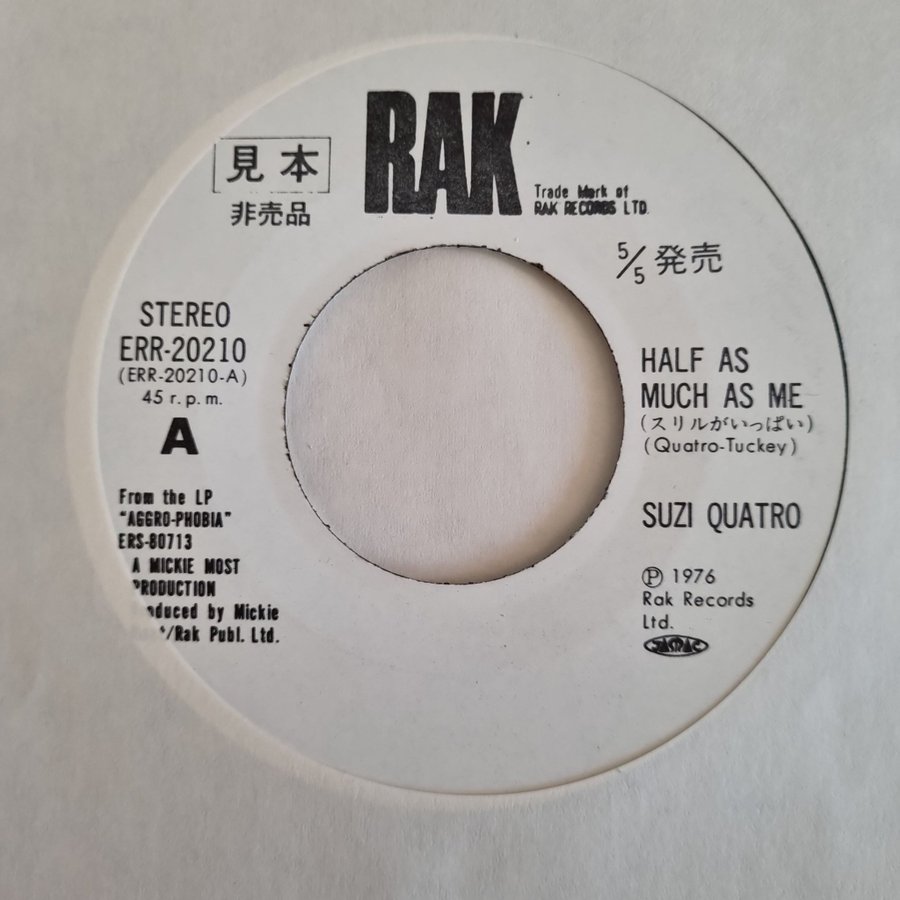 RAK
Trade Mark of
RAK RECORDS LTD.
見本
非売品
5/5 発売
STEREO
ERR-20210
(ERR-20210-A)
45 r.p.m.
A
From the LP
"AGGRO-PHOBIA"
ERS-80713
A MICKIE MOST
PRODUCTION
by Mickie
/Rak Publ. Ltd.
HALF AS
MUCH AS ME
(スリルがいっぱい)
(Quatro-Tuckey)
SUZI QUATRO
Ⓟ 1976
Rak Records
Ltd.
JASRAC